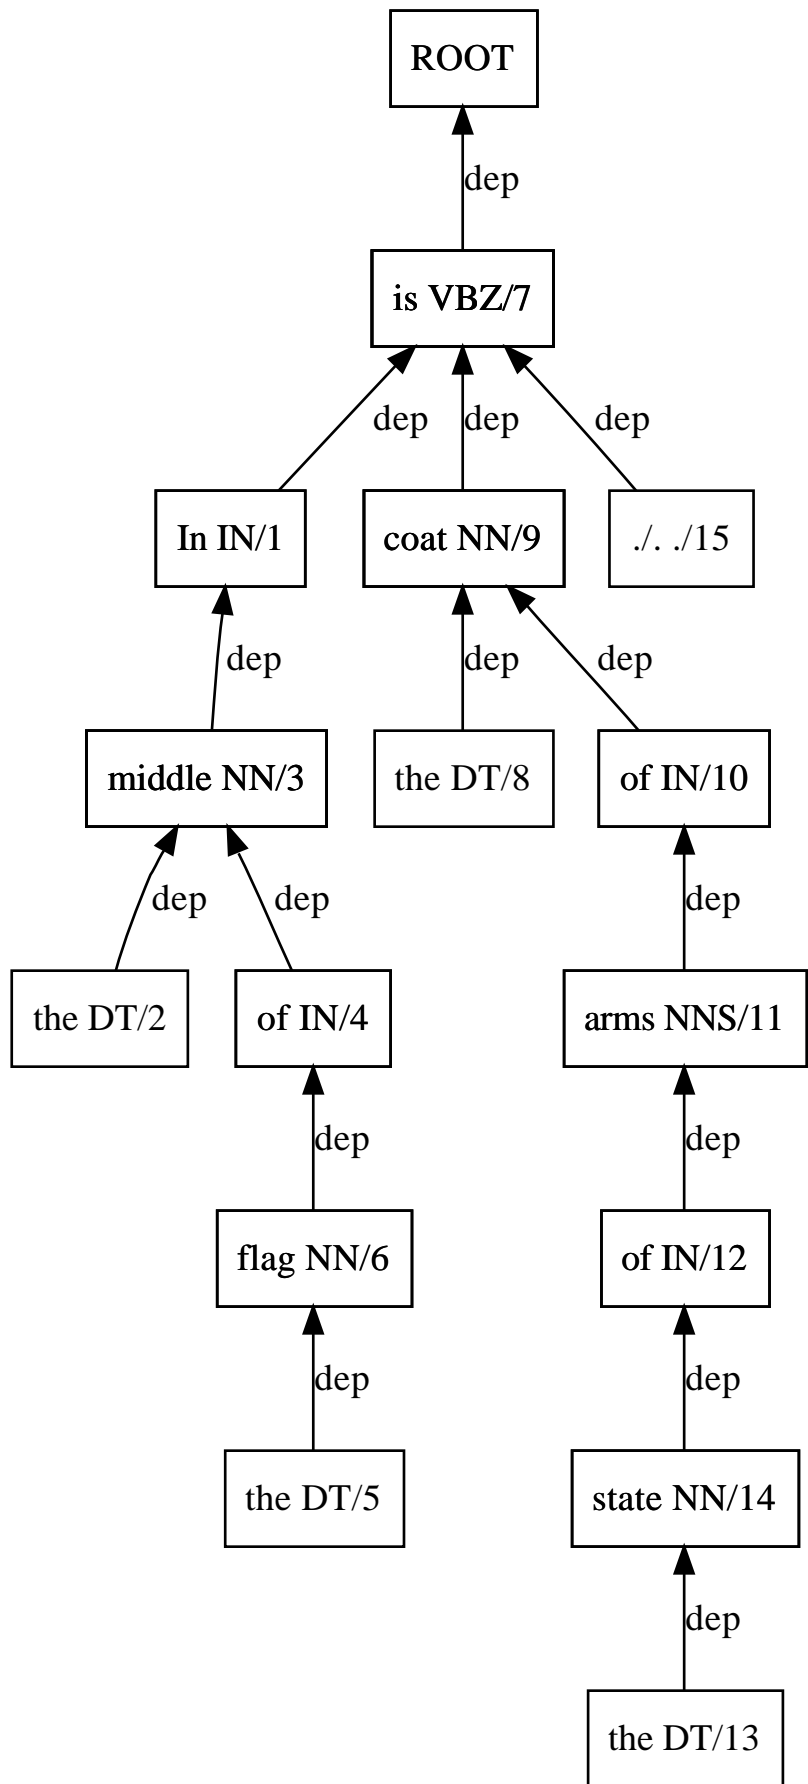 ROOT
dep
is VBZ/7
dep dep dep
In IN/1 coat NN/9 ./. ./15
dep dep dep
middle NN/3 the DT/8 of IN/10
dep dep dep
the DT/2 of IN/4 arms NNS/11
dep dep
flag NN/6 of IN/12
dep dep
the DT/5 state NN/14
dep
the DT/13